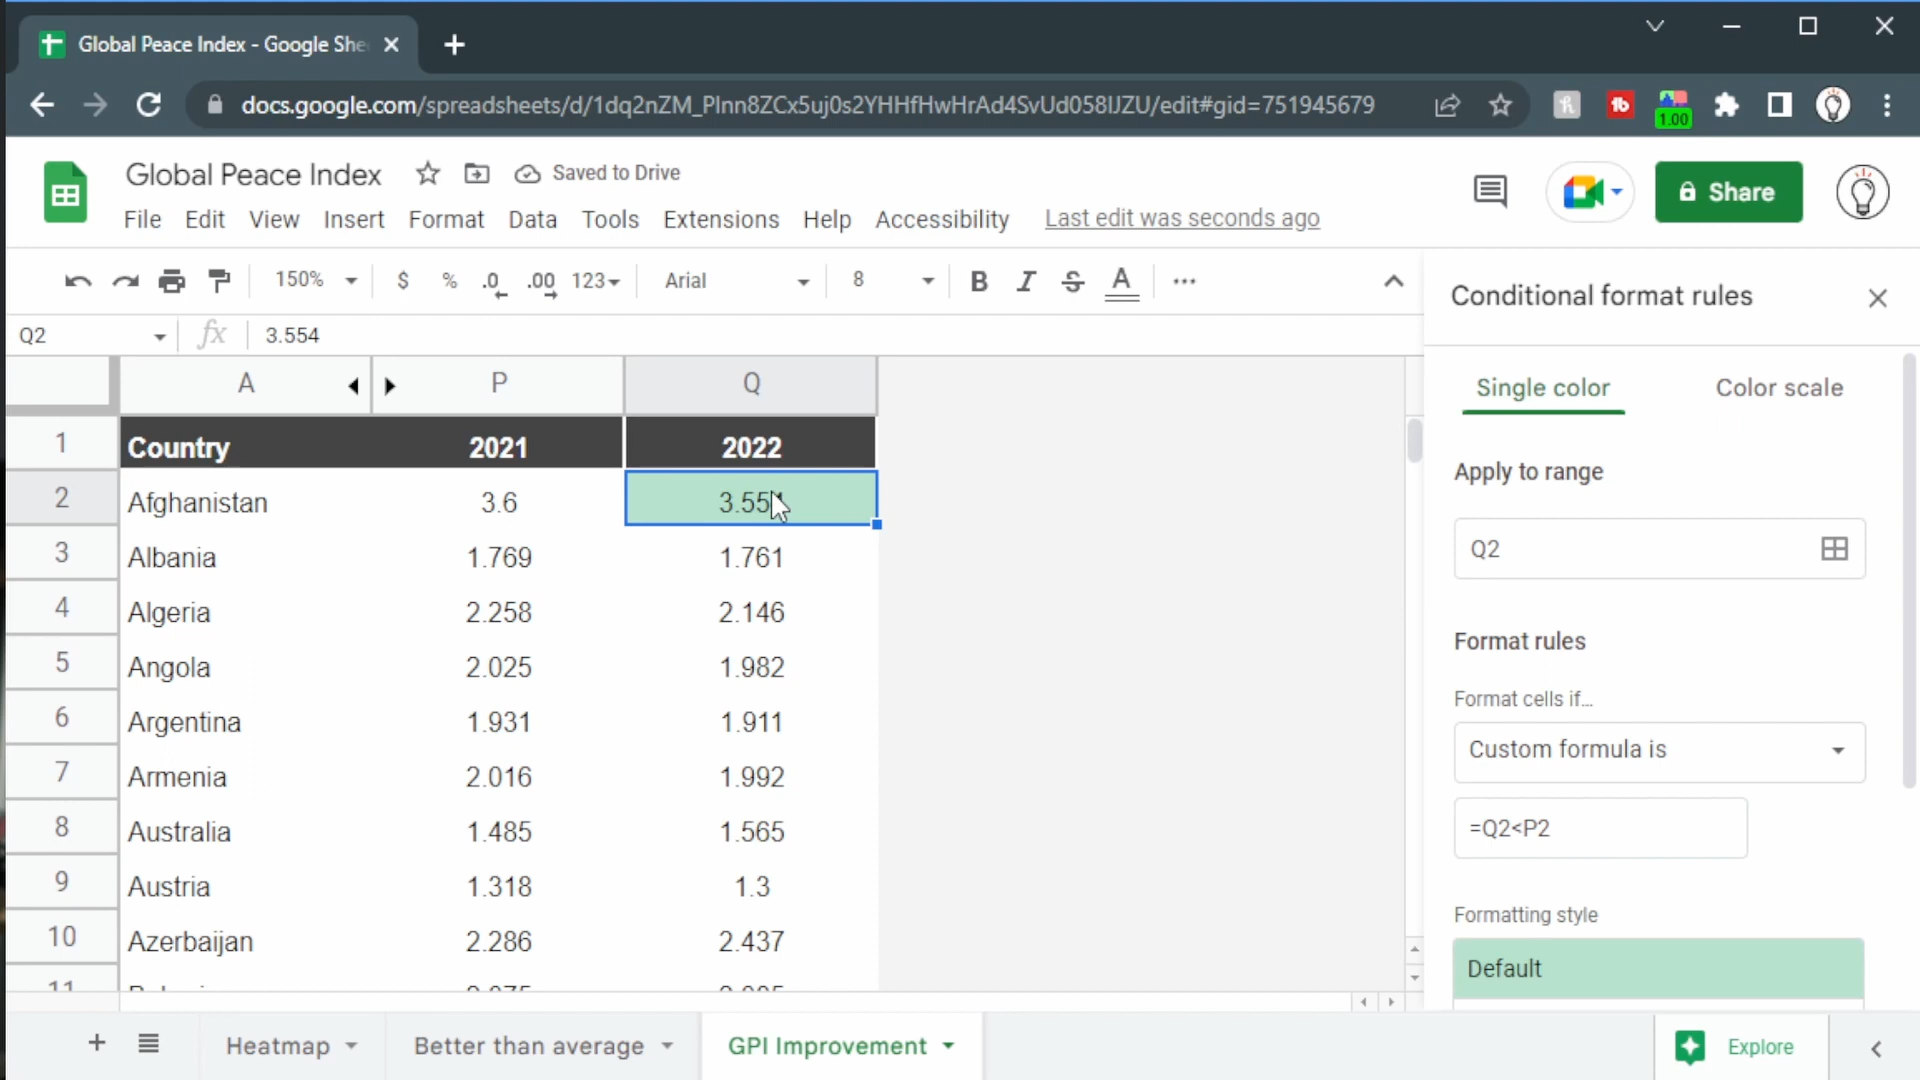 Global Peace Index - Google She
docs.google.com/spreadsheets/d/1dq2nZM_PInn8ZCx5uj0s2YHHfHwHrAd4SvUd058IJZU/edit#gid=751945679
1.00
Global Peace Index
Saved to Drive
Share
File Edit View Insert Format Data Tools Extensions Help Accessibility Last edit was seconds ago
150% $ % .0 .00 123 Arial 8 B I S A ...
Conditional format rules
Q2 fx 3.554
Single color Color scale
A P Q
1 Country 2021 2022
2 Afghanistan 3.6 3.554
3 Albania 1.769 1.761
4 Algeria 2.258 2.146
5 Angola 2.025 1.982
6 Argentina 1.931 1.911
7 Armenia 2.016 1.992
8 Australia 1.485 1.565
9 Austria 1.318 1.3
10 Azerbaijan 2.286 2.437
11
Apply to range
Q2
Format rules
Format cells if...
Custom formula is
=Q2<P2
Formatting style
Default
Heatmap Better than average GPI Improvement
Explore